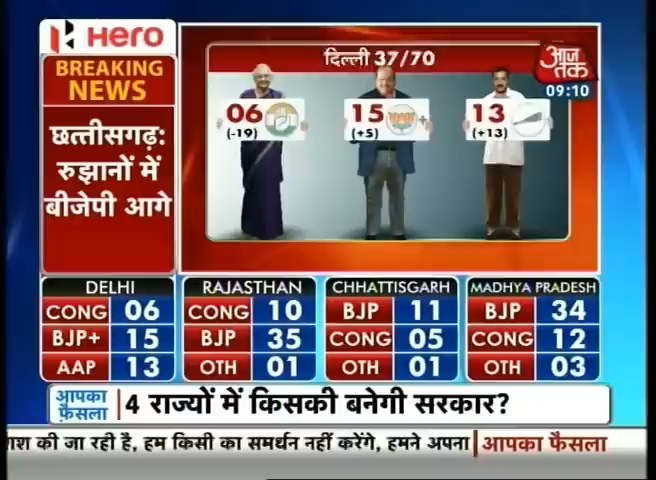 HERO
BREAKING
NEWS
छत्तीसगढ़:
रुझानों में
बीजेपी आगे
दिल्ली 37/70
आज
तक
09:10
06
(-19)
15
(+5)
+
13
(+13)
DELHI
CONG 06
BJP+ 15
AAP 13
RAJASTHAN
CONG 10
BJP 35
OTH 01
CHHATTISGARH
BJP 11
CONG 05
OTH 01
MADHYA PRADESH
BJP 34
CONG 12
OTH 03
आपका
फ़ैसला
4 राज्यों में किसकी बनेगी सरकार?
की जा रही है, हम किसी का समर्थन नहीं करेंगे, हमने अपना
आपका फैसला